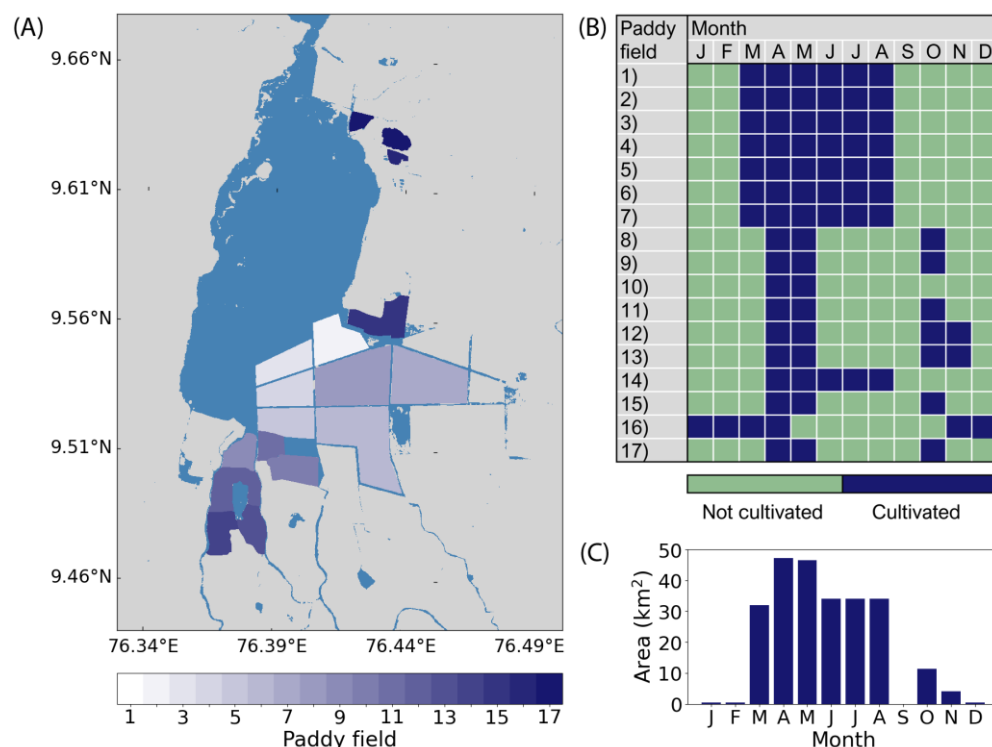 (A)
9.66°N
9.61°N
9.56°N
9.51°N
9.46°N
76.34°E 76.39°E 76.44°E 76.49°E
1 3 5 7 9 11 13 15 17
Paddy field
(B)
Paddy field
Month
J F M A M J J A S O N D
1)
2)
3)
4)
5)
6)
7)
8)
9)
10)
11)
12)
13)
14)
15)
16)
17)
Not cultivated Cultivated
(C)
Area (km²)
50
40
30
20
10
0
J F M A M J J A S O N D
Month